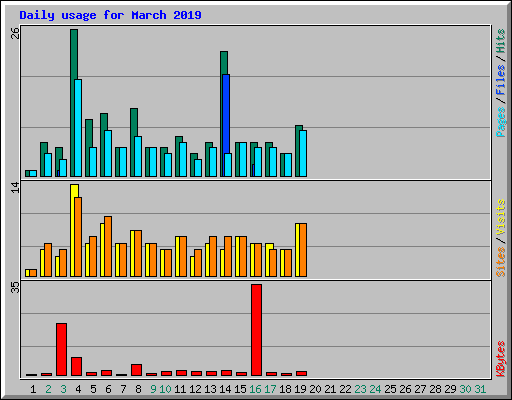 Daily usage for March 2019
26
Pages / Files / Hits
14
Sites / Visits
35
KBytes
1 2 3 4 5 6 7 8 9 10 11 12 13 14 15 16 17 18 19 20 21 22 23 24 25 26 27 28 29 30 31